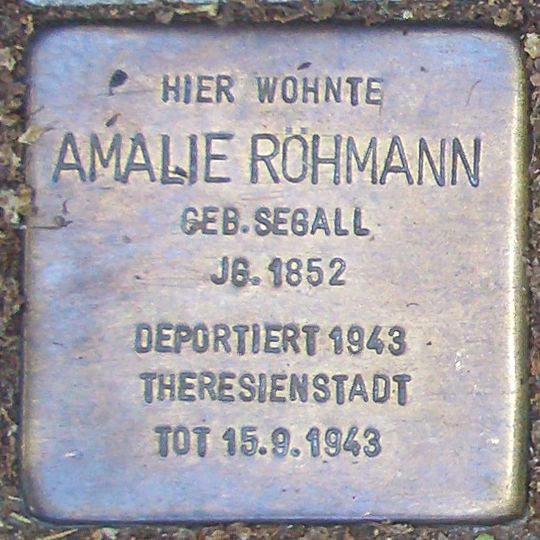 HIER WOHNTE
AMALIE RÖHMANN
GEB. SEGALL
JG. 1852
DEPORTIERT 1943
THERESIENSTADT
TOT 15.9.1943